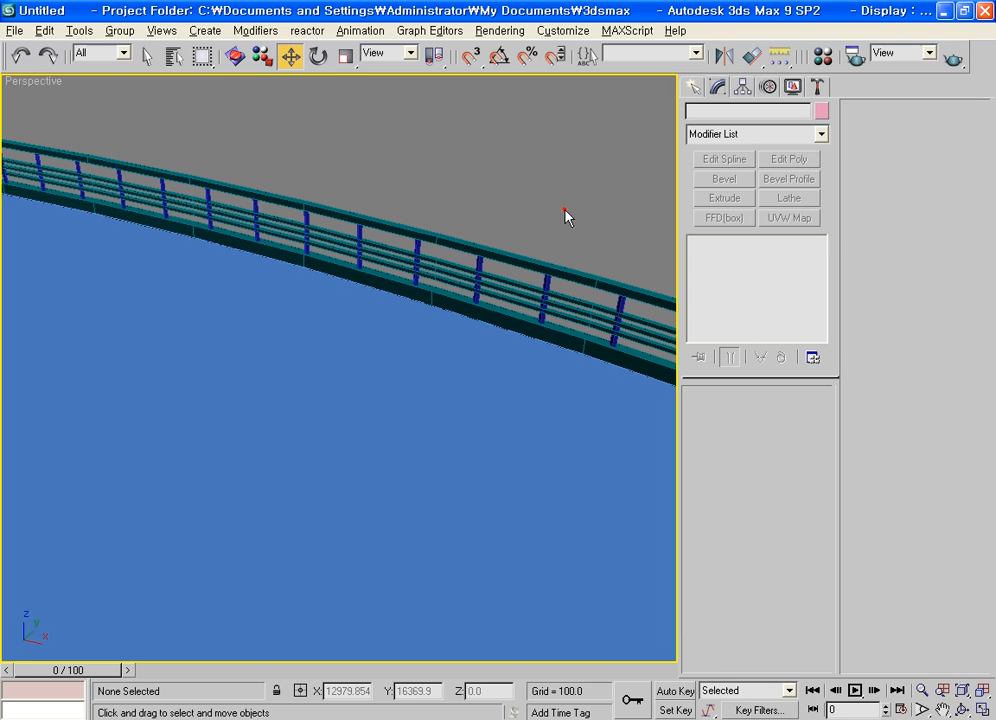 Untitled - Project Folder: C:₩Documents and Settings₩Administrator₩My Documents₩3dsmax - Autodesk 3ds Max 9 SP2 - Display : ...
File Edit Tools Group Views Create Modifiers reactor Animation Graph Editors Rendering Customize MAXScript Help
All View 3 % ABC View
Perspective
Modifier List
Edit Spline Edit Poly
Bevel Bevel Profile
Extrude Lathe
FFD(box) UVW Map
z
y
x
< 0 / 100 >
None Selected X: 12979.854 Y: 16369.9 Z: 0.0 Grid = 100.0 Auto Key Selected
Click and drag to select and move objects Add Time Tag Set Key Key Filters... 0